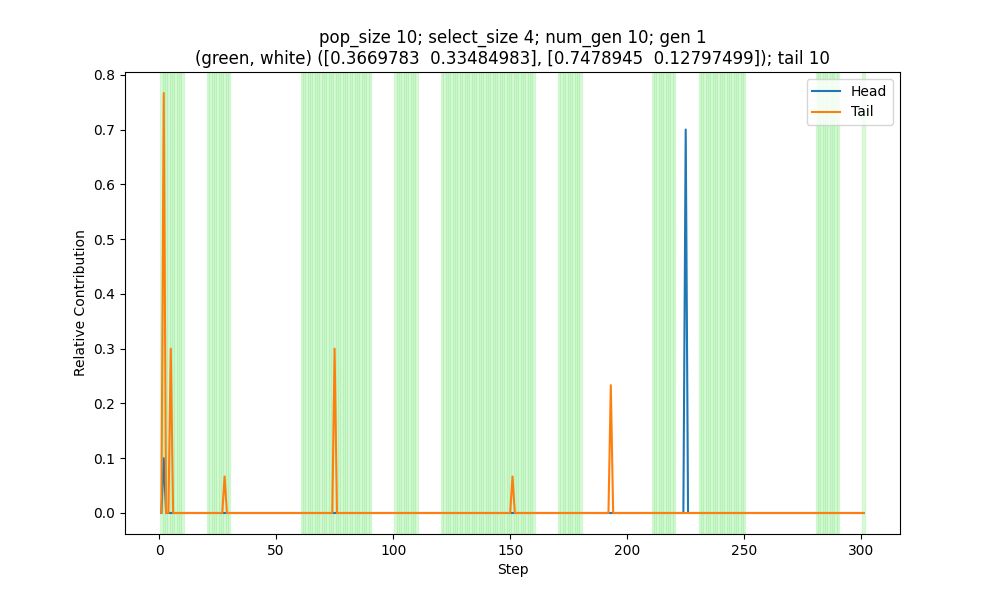 pop_size 10; select_size 4; num_gen 10; gen 1
(green, white) ([0.3669783 0.33484983], [0.7478945 0.12797499]); tail 10
Head
Tail
0.8
0.7
0.6
0.5
0.4
0.3
0.2
0.1
0.0
Relative Contribution
0
50
100
150
200
250
300
Step